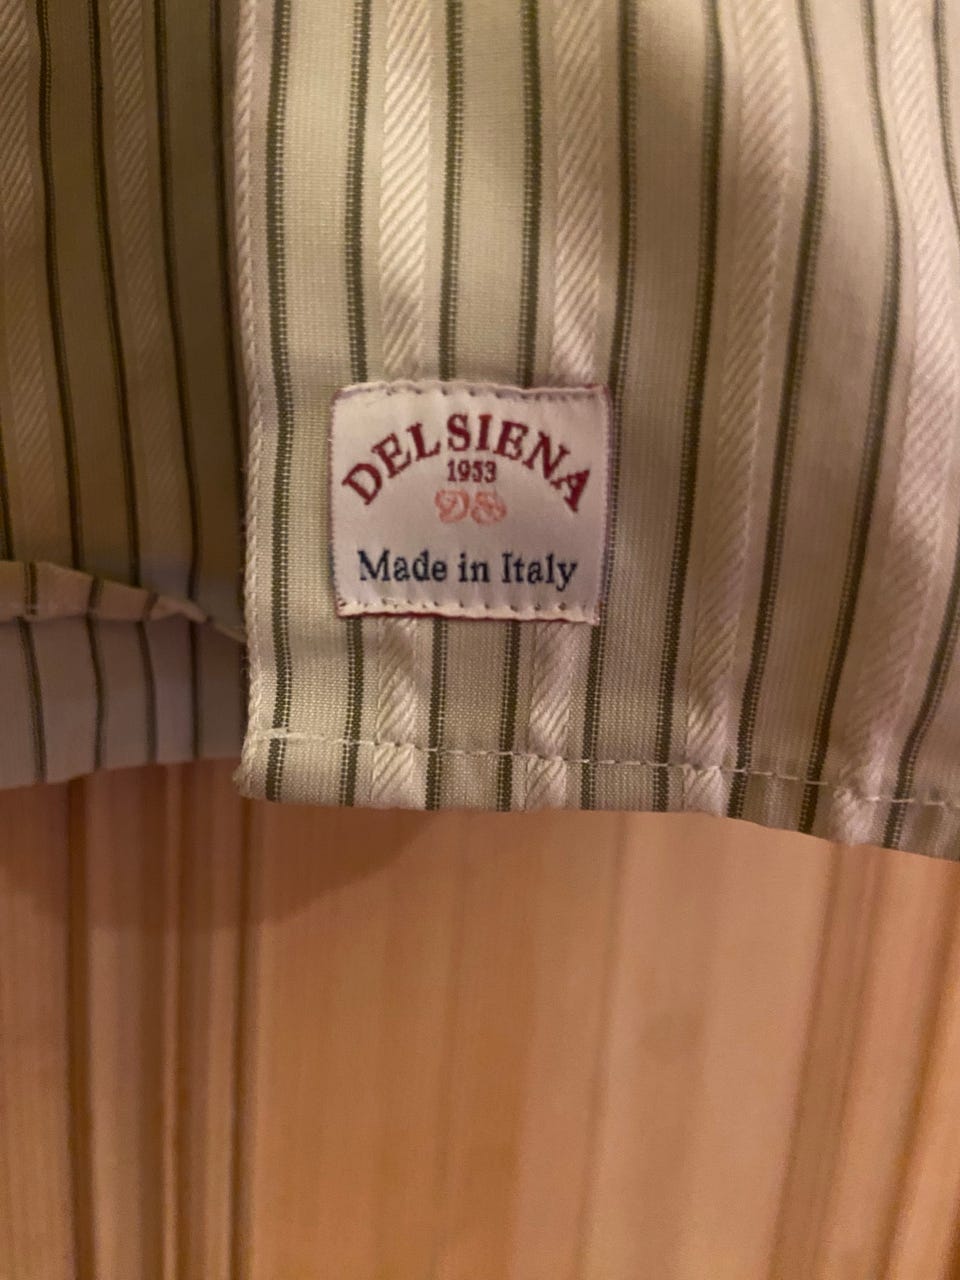 DELSIENA
1953
DS
Made in Italy